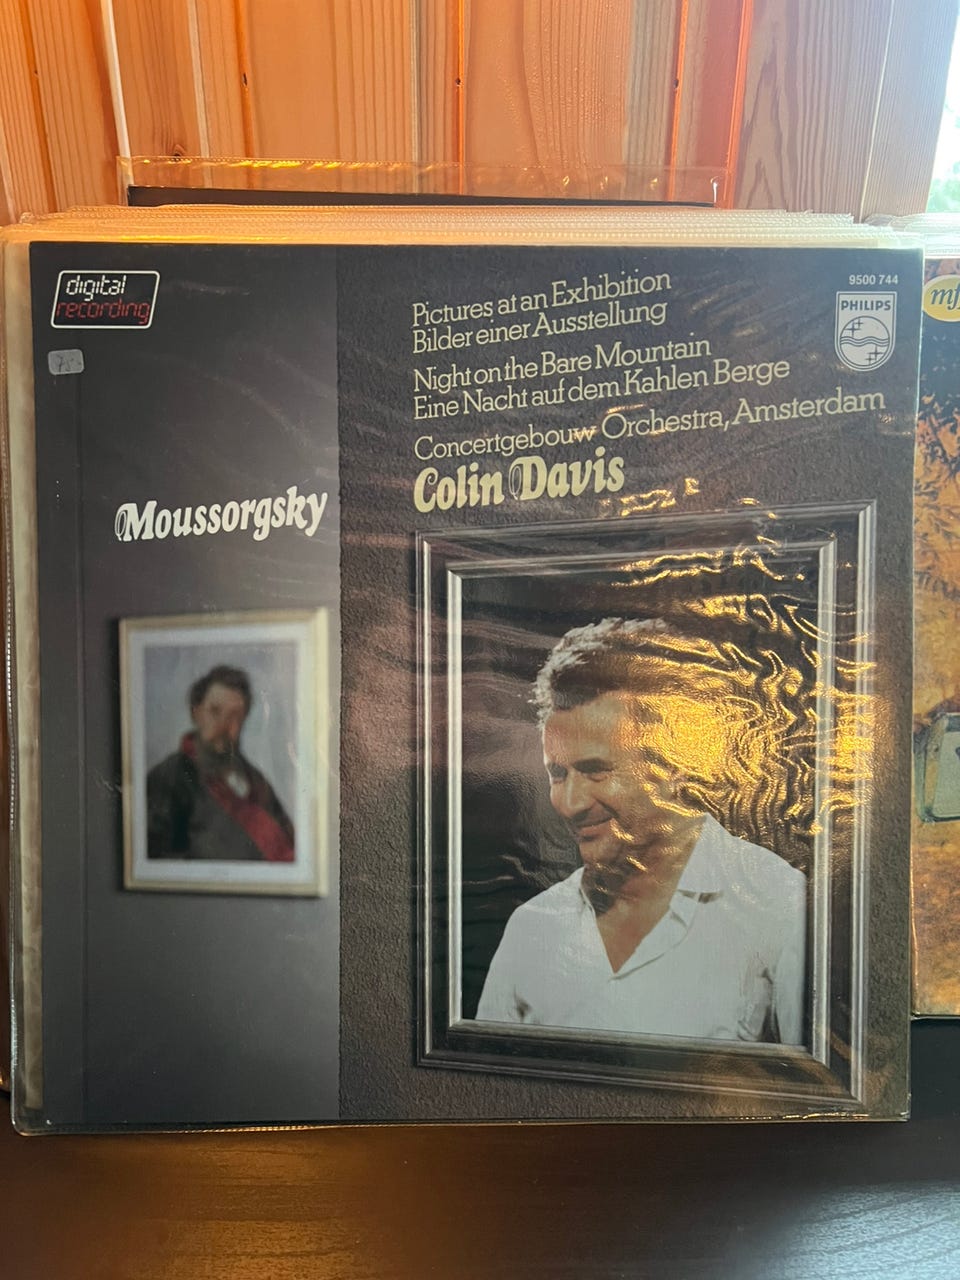 digital
recording
75.-
Pictures at an Exhibition
Bilder einer Ausstellung
Night on the Bare Mountain
Eine Nacht auf dem Kahlen Berge
Concertgebouw Orchestra, Amsterdam
Colin Davis
9500 744
PHILIPS
Moussorgsky